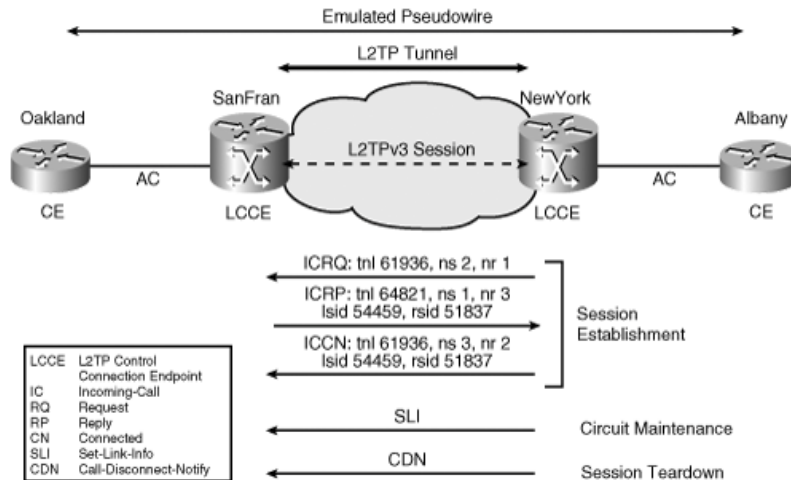 Emulated Pseudowire
L2TP Tunnel
Oakland
SanFran
NewYork
Albany
L2TPv3 Session
AC
AC
CE
LCCE
LCCE
CE
ICRQ: tnl 61936, ns 2, nr 1
ICRP: tnl 64821, ns 1, nr 3
lsid 54459, rsid 51837
ICCN: tnl 61936, ns 3, nr 2
lsid 54459, rsid 51837
Session
Establishment
LCCE L2TP Control
Connection Endpoint
IC Incoming-Call
RQ Request
RP Reply
CN Connected
SLI Set-Link-Info
CDN Call-Disconnect-Notify
SLI
Circuit Maintenance
CDN
Session Teardown